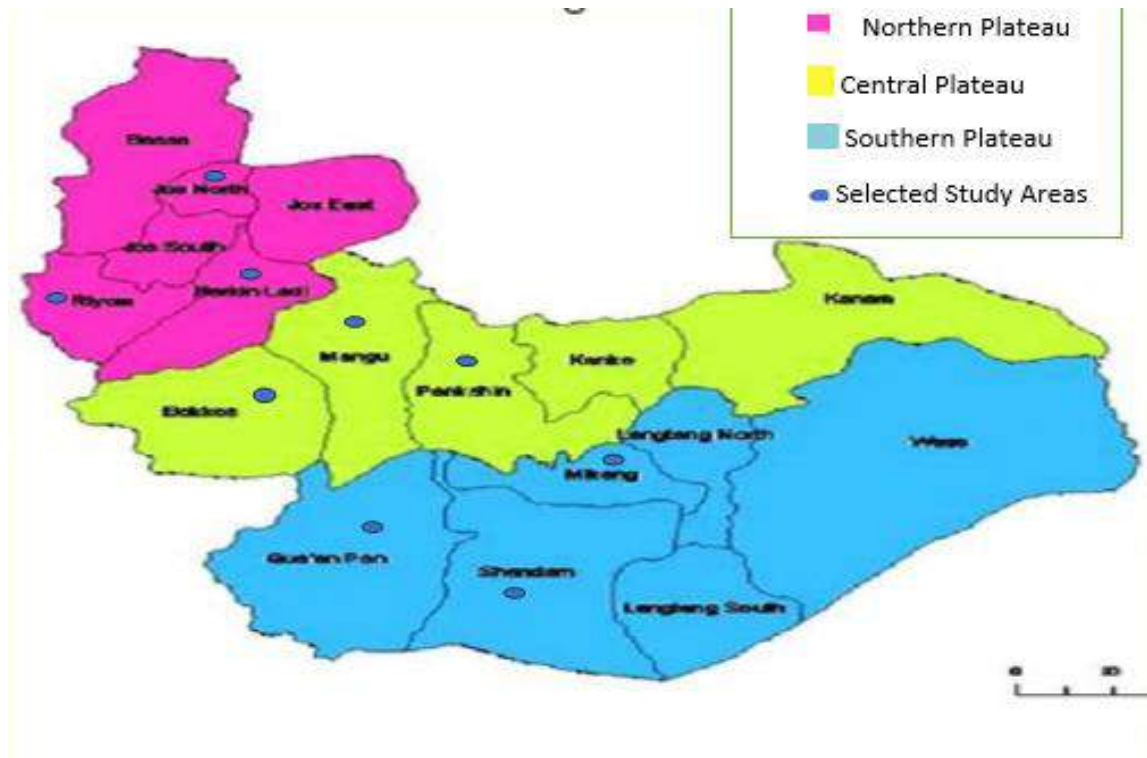 Northern Plateau
Central Plateau
Southern Plateau
Selected Study Areas
Bassa
Jos North
Jos East
Jos South
Riyom
Barkin Ladi
Kanam
Mangu
Kanke
Pankshin
Bokkos
Langtang North
Wase
Mikang
Qua'an Pan
Shendam
Langtang South
0